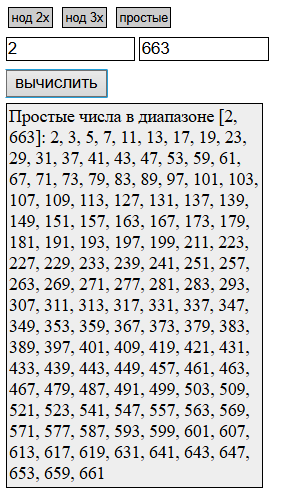 нод 2х нод 3х простые
2 663
вычислить
Простые числа в диапазоне [2,
663]: 2, 3, 5, 7, 11, 13, 17, 19, 23,
29, 31, 37, 41, 43, 47, 53, 59, 61,
67, 71, 73, 79, 83, 89, 97, 101, 103,
107, 109, 113, 127, 131, 137, 139,
149, 151, 157, 163, 167, 173, 179,
181, 191, 193, 197, 199, 211, 223,
227, 229, 233, 239, 241, 251, 257,
263, 269, 271, 277, 281, 283, 293,
307, 311, 313, 317, 331, 337, 347,
349, 353, 359, 367, 373, 379, 383,
389, 397, 401, 409, 419, 421, 431,
433, 439, 443, 449, 457, 461, 463,
467, 479, 487, 491, 499, 503, 509,
521, 523, 541, 547, 557, 563, 569,
571, 577, 587, 593, 599, 601, 607,
613, 617, 619, 631, 641, 643, 647,
653, 659, 661